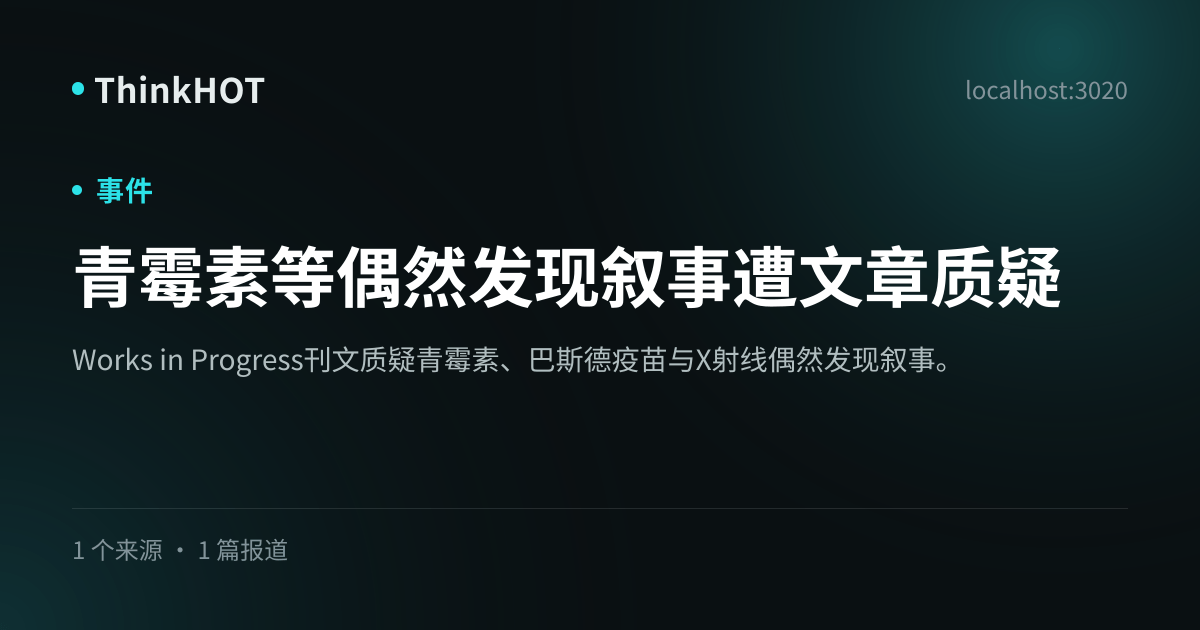 ThinkHOT
localhost:3020
事件
青霉素等偶然发现叙事遭文章质疑
Works in Progress刊文质疑青霉素、巴斯德疫苗与X射线偶然发现叙事。
1 个来源 · 1 篇报道